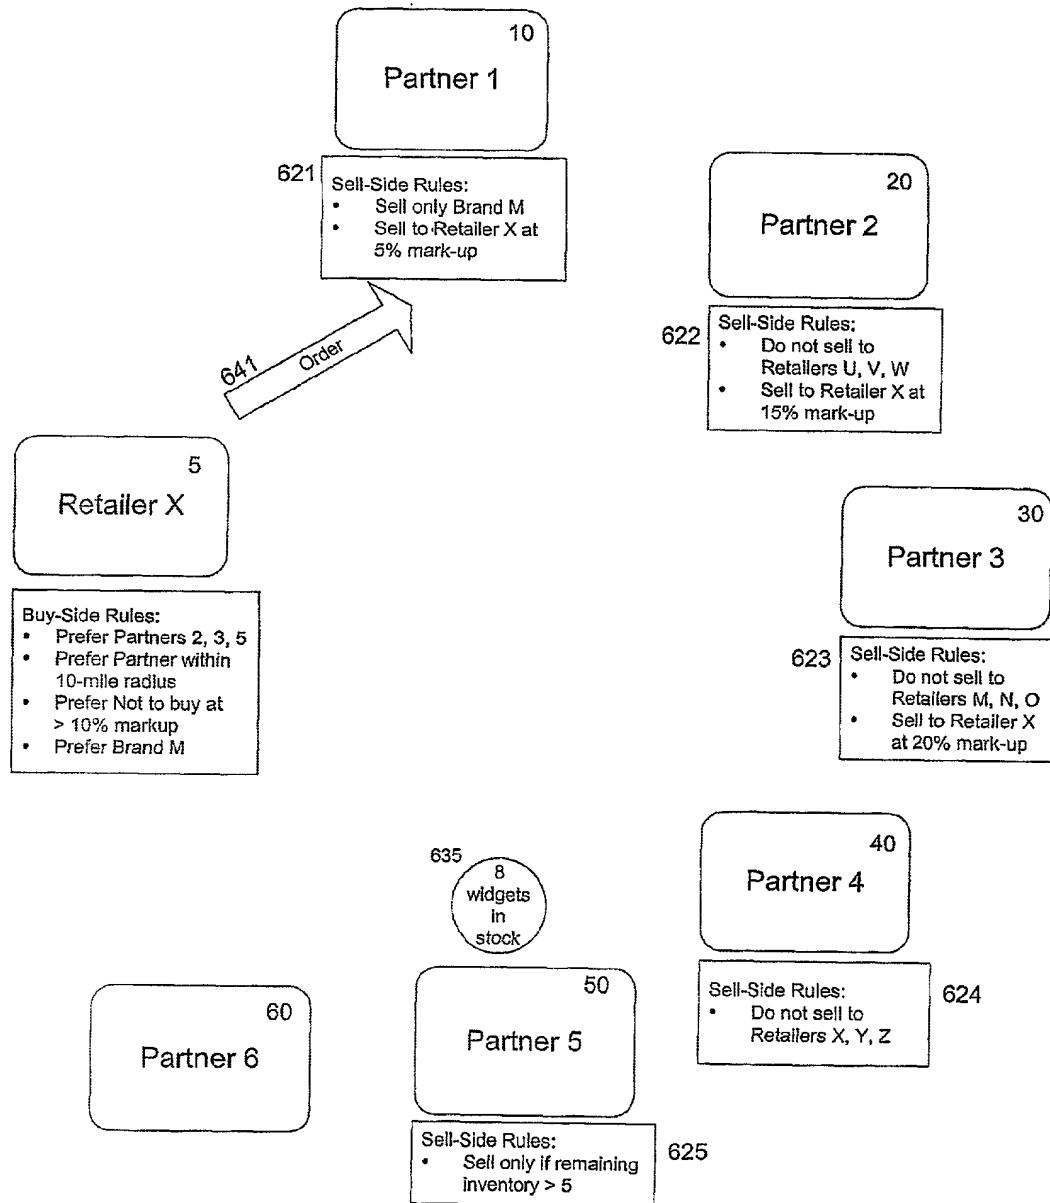 10
Partner 1
621
Sell-Side Rules:
• Sell only Brand M
• Sell to Retailer X at
5% mark-up
20
Partner 2
622
Sell-Side Rules:
• Do not sell to
Retailers U, V, W
• Sell to Retailer X at
15% mark-up
641
Order
5
Retailer X
Buy-Side Rules:
• Prefer Partners 2, 3, 5
• Prefer Partner within
10-mile radius
• Prefer Not to buy at
> 10% markup
• Prefer Brand M
30
Partner 3
623
Sell-Side Rules:
• Do not sell to
Retailers M, N, O
• Sell to Retailer X
at 20% mark-up
40
Partner 4
624
Sell-Side Rules:
• Do not sell to
Retailers X, Y, Z
635
8
widgets
in
stock
50
Partner 5
625
Sell-Side Rules:
• Sell only if remaining
inventory > 5
60
Partner 6